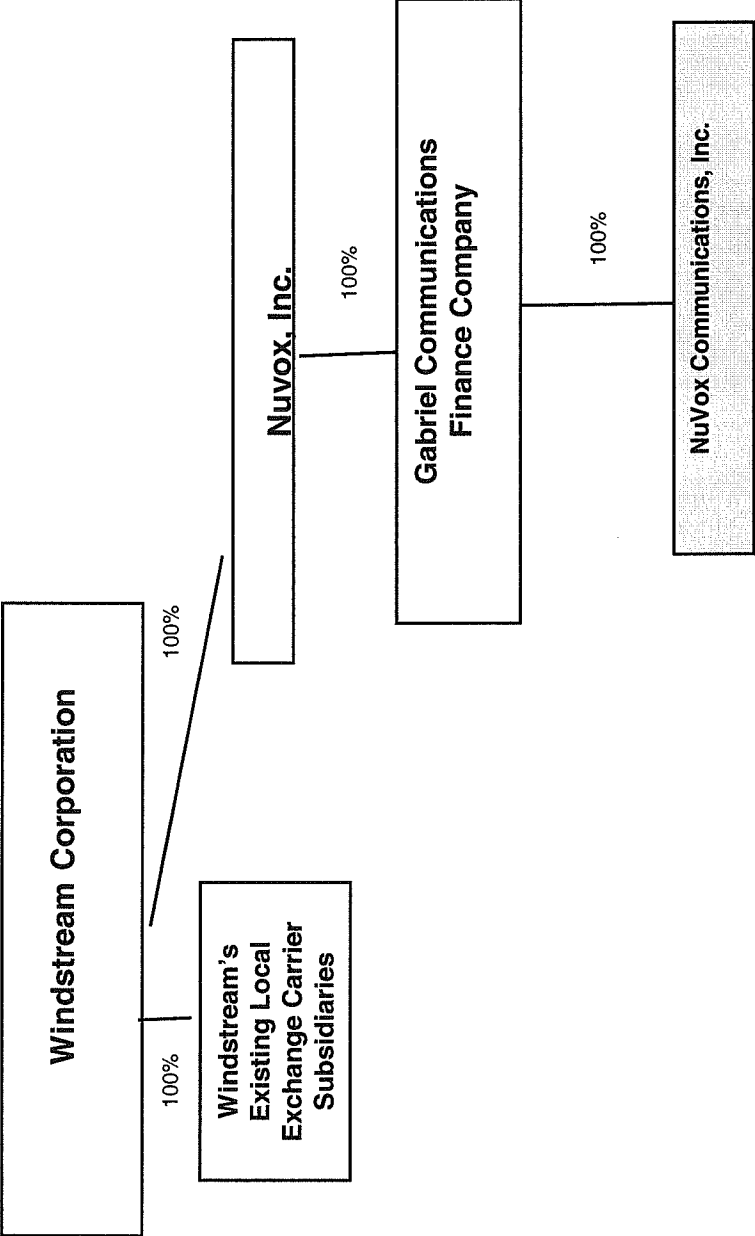 Windstream Corporation
100%
100%
Windstream's
Existing Local
Exchange Carrier
Subsidiaries
Nuvox, Inc.
100%
Gabriel Communications
Finance Company
100%
NuVox Communications, Inc.